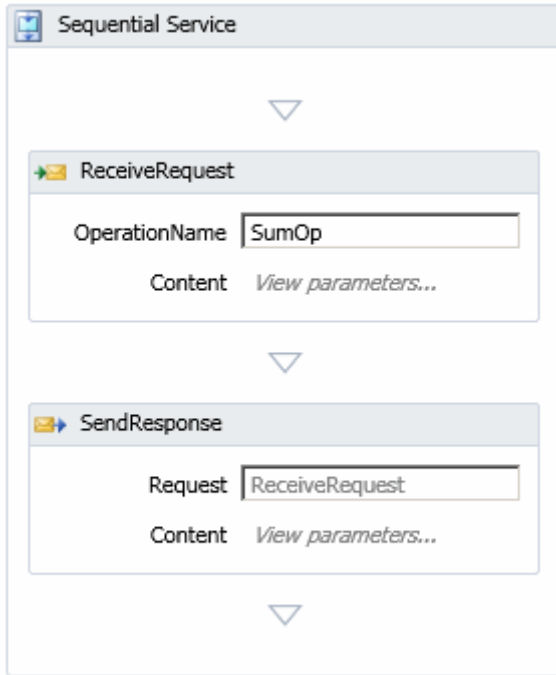 Sequential Service
ReceiveRequest
OperationName SumOp
Content View parameters...
SendResponse
Request ReceiveRequest
Content View parameters...